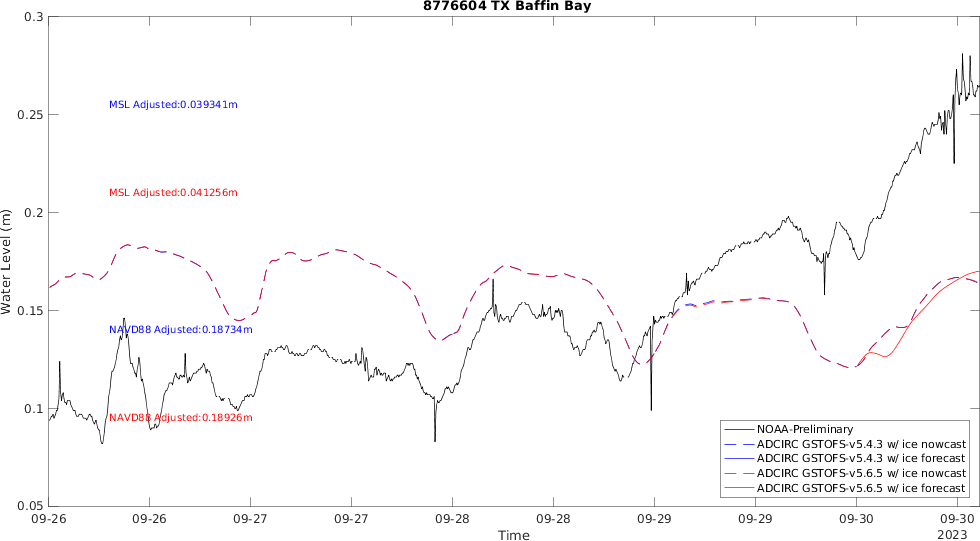 8776604 TX Baffin Bay
0.3
0.25
0.2
0.15
0.1
0.05
Water Level (m)
MSL Adjusted:0.039341m
MSL Adjusted:0.041256m
NAVD88 Adjusted:0.18734m
NAVD88 Adjusted:0.18926m
NOAA-Preliminary
ADCIRC GSTOFS-v5.4.3 w/ ice nowcast
ADCIRC GSTOFS-v5.4.3 w/ ice forecast
ADCIRC GSTOFS-v5.6.5 w/ ice nowcast
ADCIRC GSTOFS-v5.6.5 w/ ice forecast
09-26 09-26 09-27 09-27 09-28 09-28 09-29 09-29 09-30 09-30
Time
2023